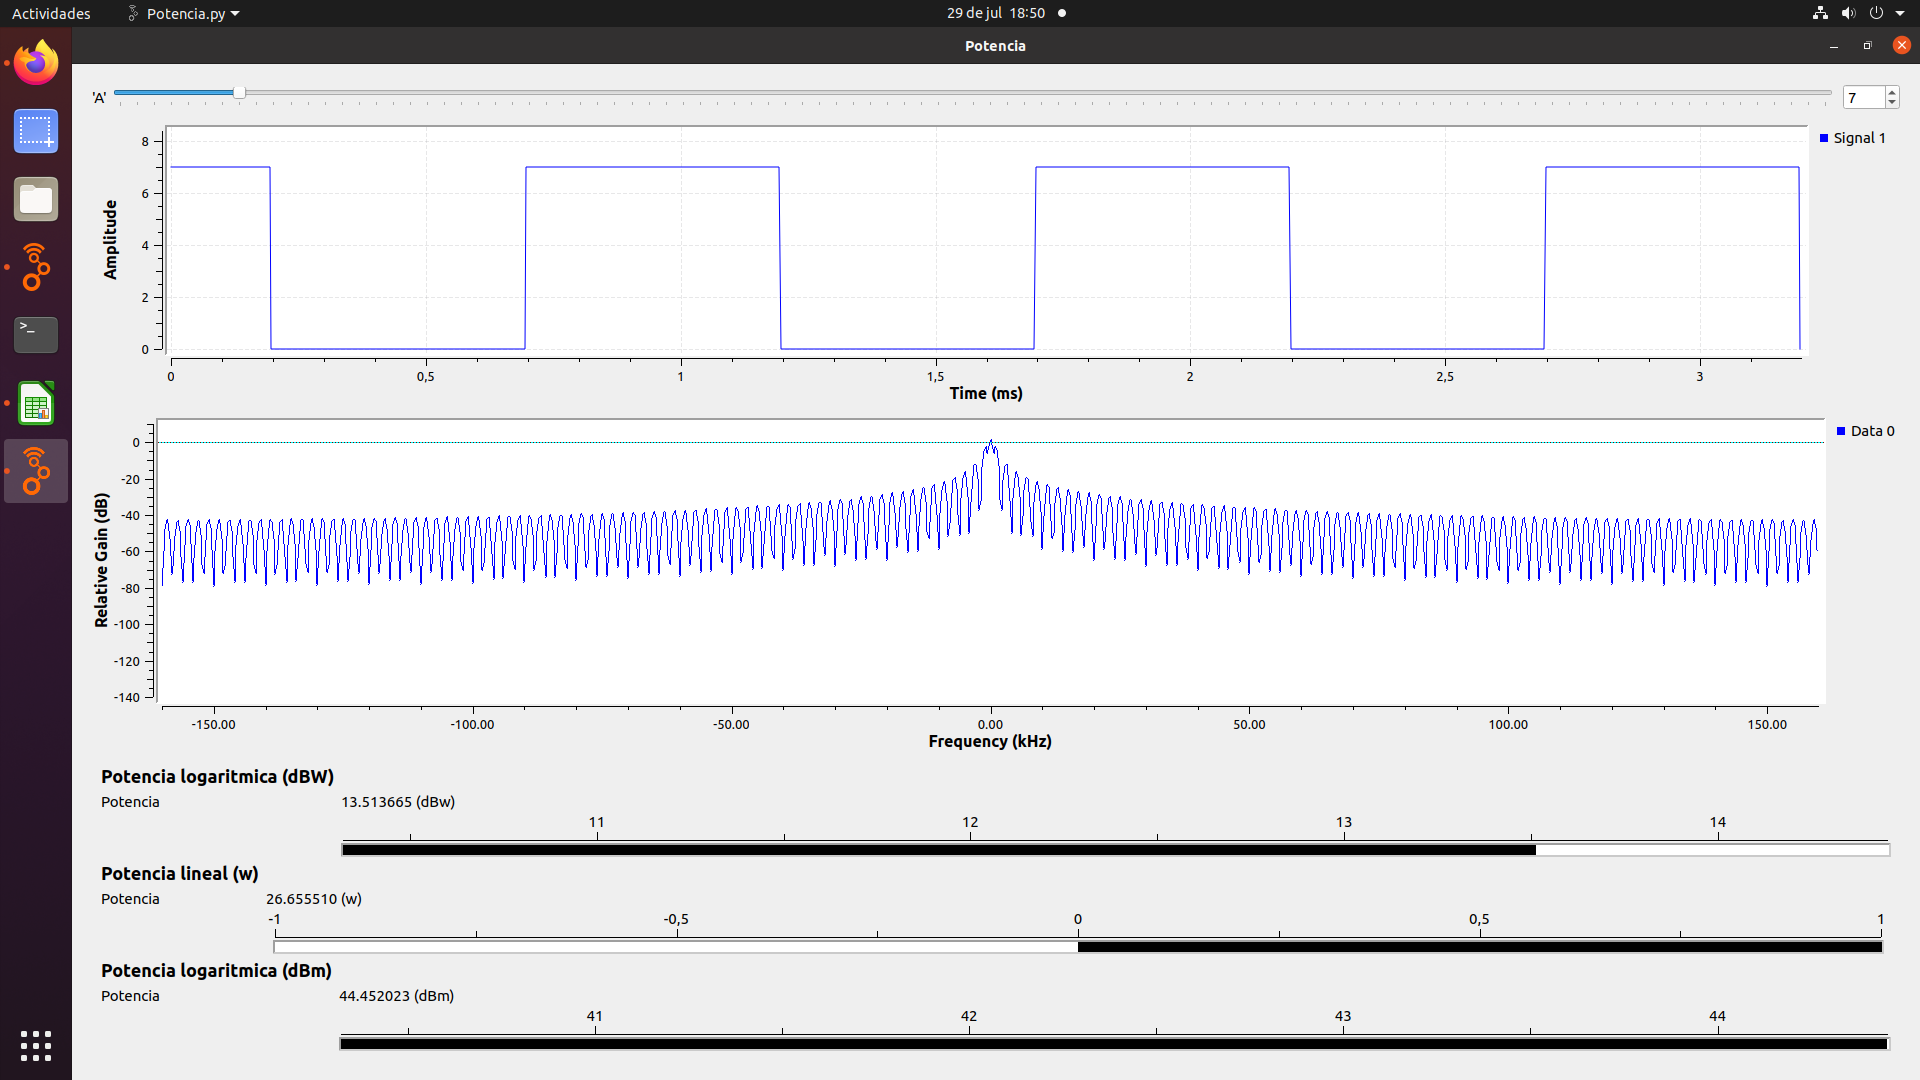 Actividades Potencia.py 29 de jul 18:50
Potencia
'A' 7
Signal 1
8
6
4
2
0
Amplitude
0 0,5 1 1,5 2 2,5 3
Time (ms)
Data 0
0
-20
-40
-60
-80
-100
-120
-140
Relative Gain (dB)
-150.00 -100.00 -50.00 0.00 50.00 100.00 150.00
Frequency (kHz)
Potencia logaritmica (dBW)
Potencia 13.513665 (dBw)
11 12 13 14
Potencia lineal (w)
Potencia 26.655510 (w)
-1 -0,5 0 0,5 1
Potencia logaritmica (dBm)
Potencia 44.452023 (dBm)
41 42 43 44